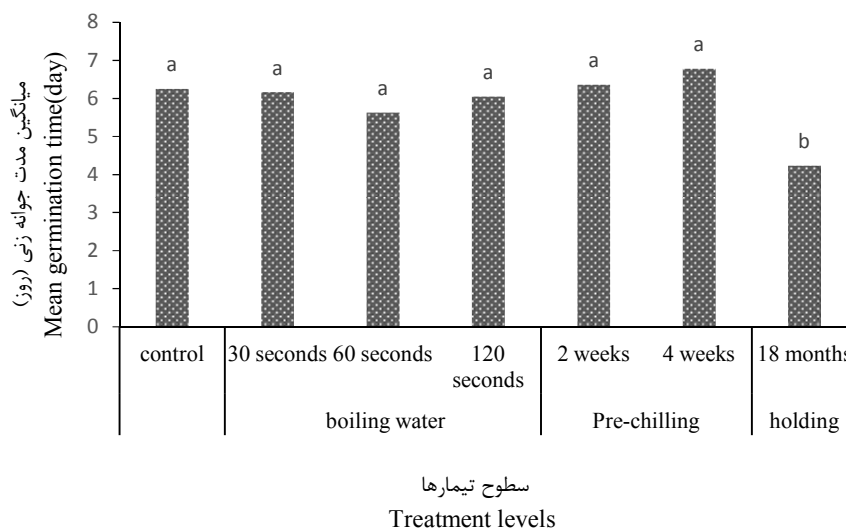 میانگین مدت جوانه زنی (روز)
Mean germination time(day)
8
7
6
5
4
3
2
1
0
a
a
a
a
a
a
b
control
30 seconds
60 seconds
120
seconds
2 weeks
4 weeks
18 months
boiling water
Pre-chilling
holding
سطوح تیمارها
Treatment levels